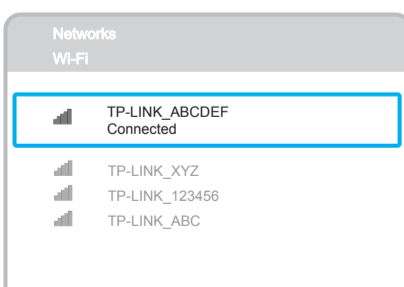 Networks
Wi-Fi
TP-LINK_ABCDEF
Connected
TP-LINK_XYZ
TP-LINK_123456
TP-LINK_ABC